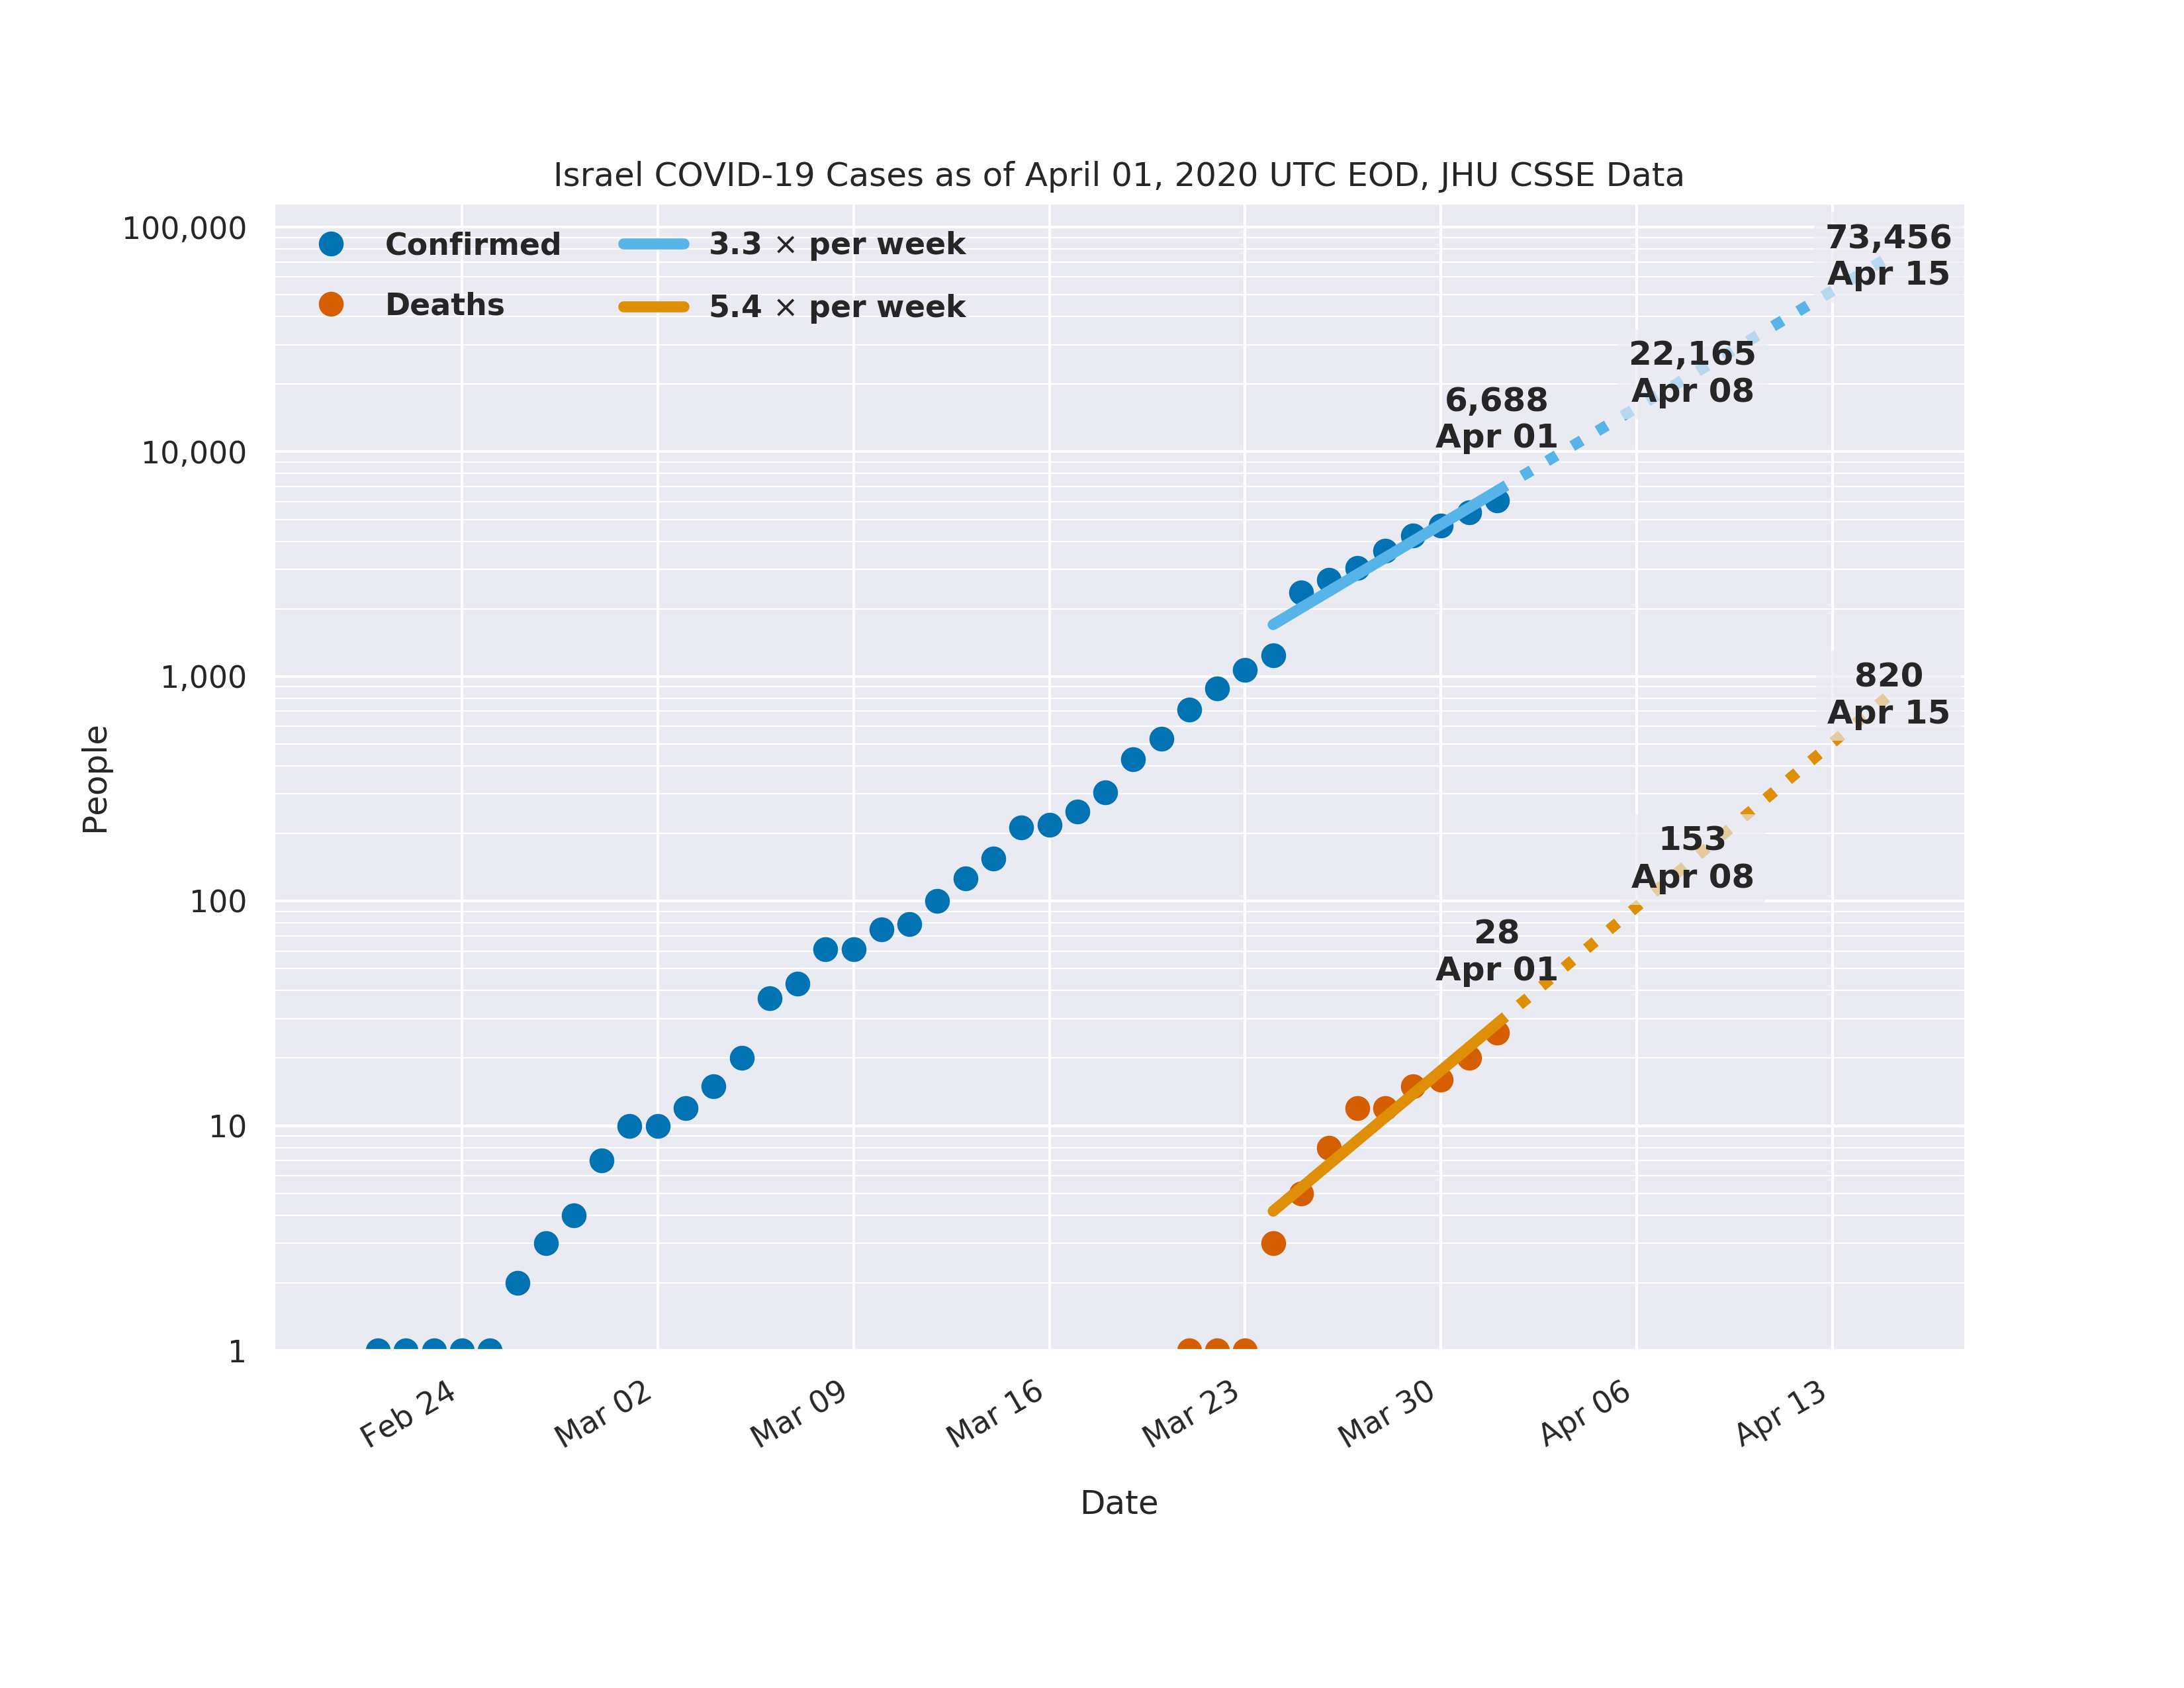 Israel COVID-19 Cases as of April 01, 2020 UTC EOD, JHU CSSE Data
Confirmed
Deaths
3.3 × per week
5.4 × per week
100,000
10,000
1,000
100
10
1
People
73,456
Apr 15
22,165
Apr 08
6,688
Apr 01
820
Apr 15
153
Apr 08
28
Apr 01
Feb 24
Mar 02
Mar 09
Mar 16
Mar 23
Mar 30
Apr 06
Apr 13
Date